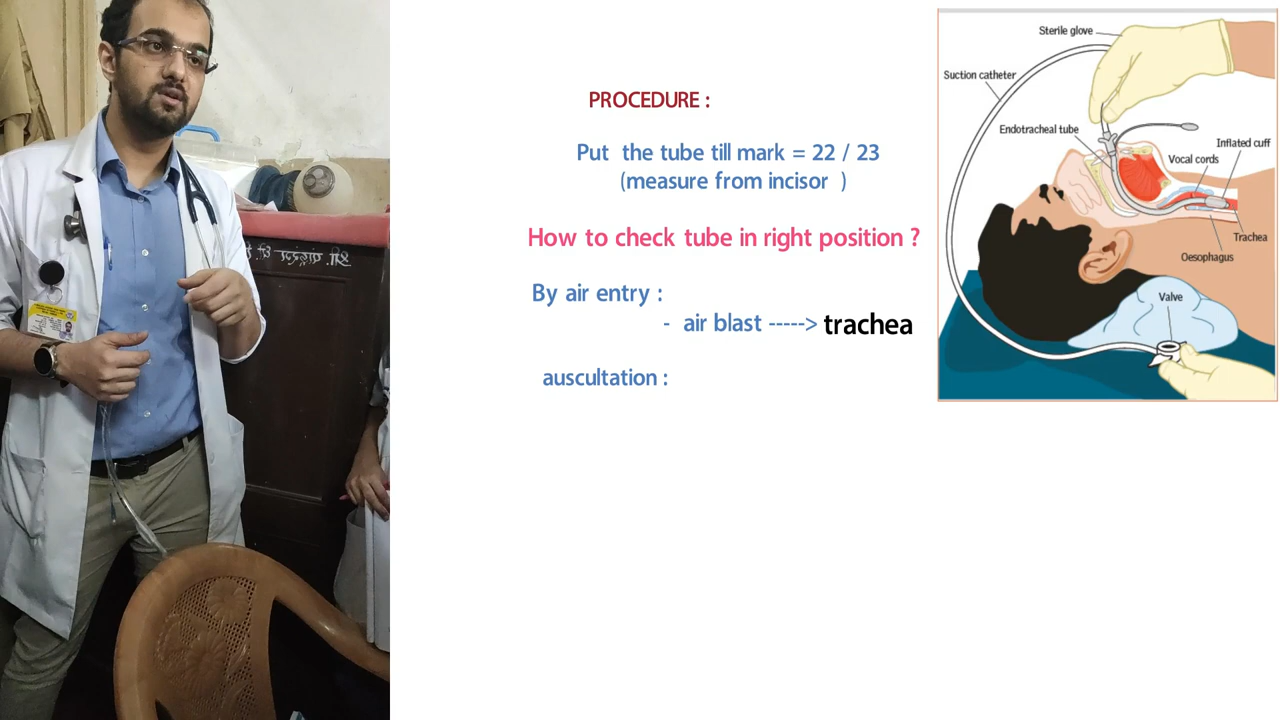 PROCEDURE :
Put the tube till mark = 22 / 23
(measure from incisor )
How to check tube in right position ?
By air entry :
- air blast -----> trachea
auscultation :
Sterile glove
Suction catheter
Endotracheal tube
Inflated cuff
Vocal cords
Trachea
Oesophagus
Valve
श्री. पांडुरंग